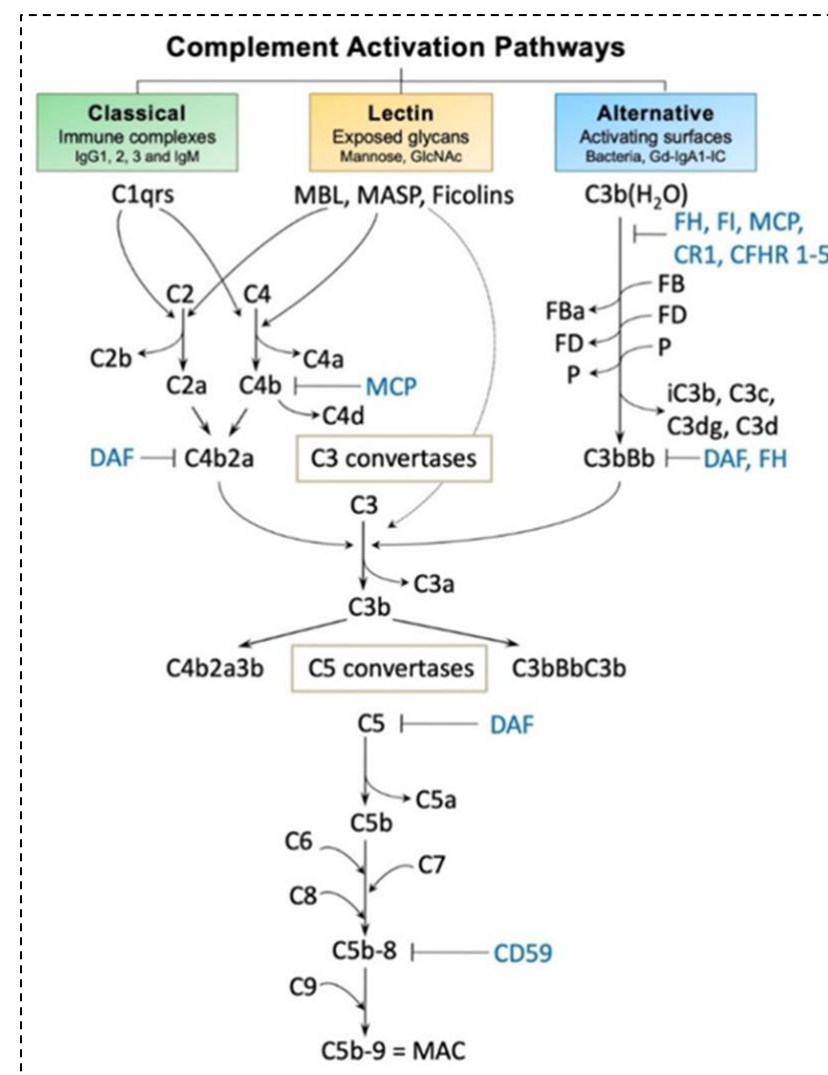 Complement Activation Pathways
Classical
Immune complexes
IgG1, 2, 3 and IgM
Lectin
Exposed glycans
Mannose, GlcNAc
Alternative
Activating surfaces
Bacteria, Gd-IgA1-IC
C1qrs
MBL, MASP, Ficolins
C3b(H₂O)
FH, FI, MCP,
CR1, CFHR 1-5
C2
C4
FB
FBa
FD
C2b
C4a
FD
P
C2a
C4b
MCP
P
iC3b, C3c,
C4d
C3dg, C3d
DAF
C4b2a
C3 convertases
C3bBb
DAF, FH
C3
C3a
C3b
C4b2a3b
C5 convertases
C3bBbC3b
C5
DAF
C5a
C5b
C6
C7
C8
C5b-8
CD59
C9
C5b-9 = MAC